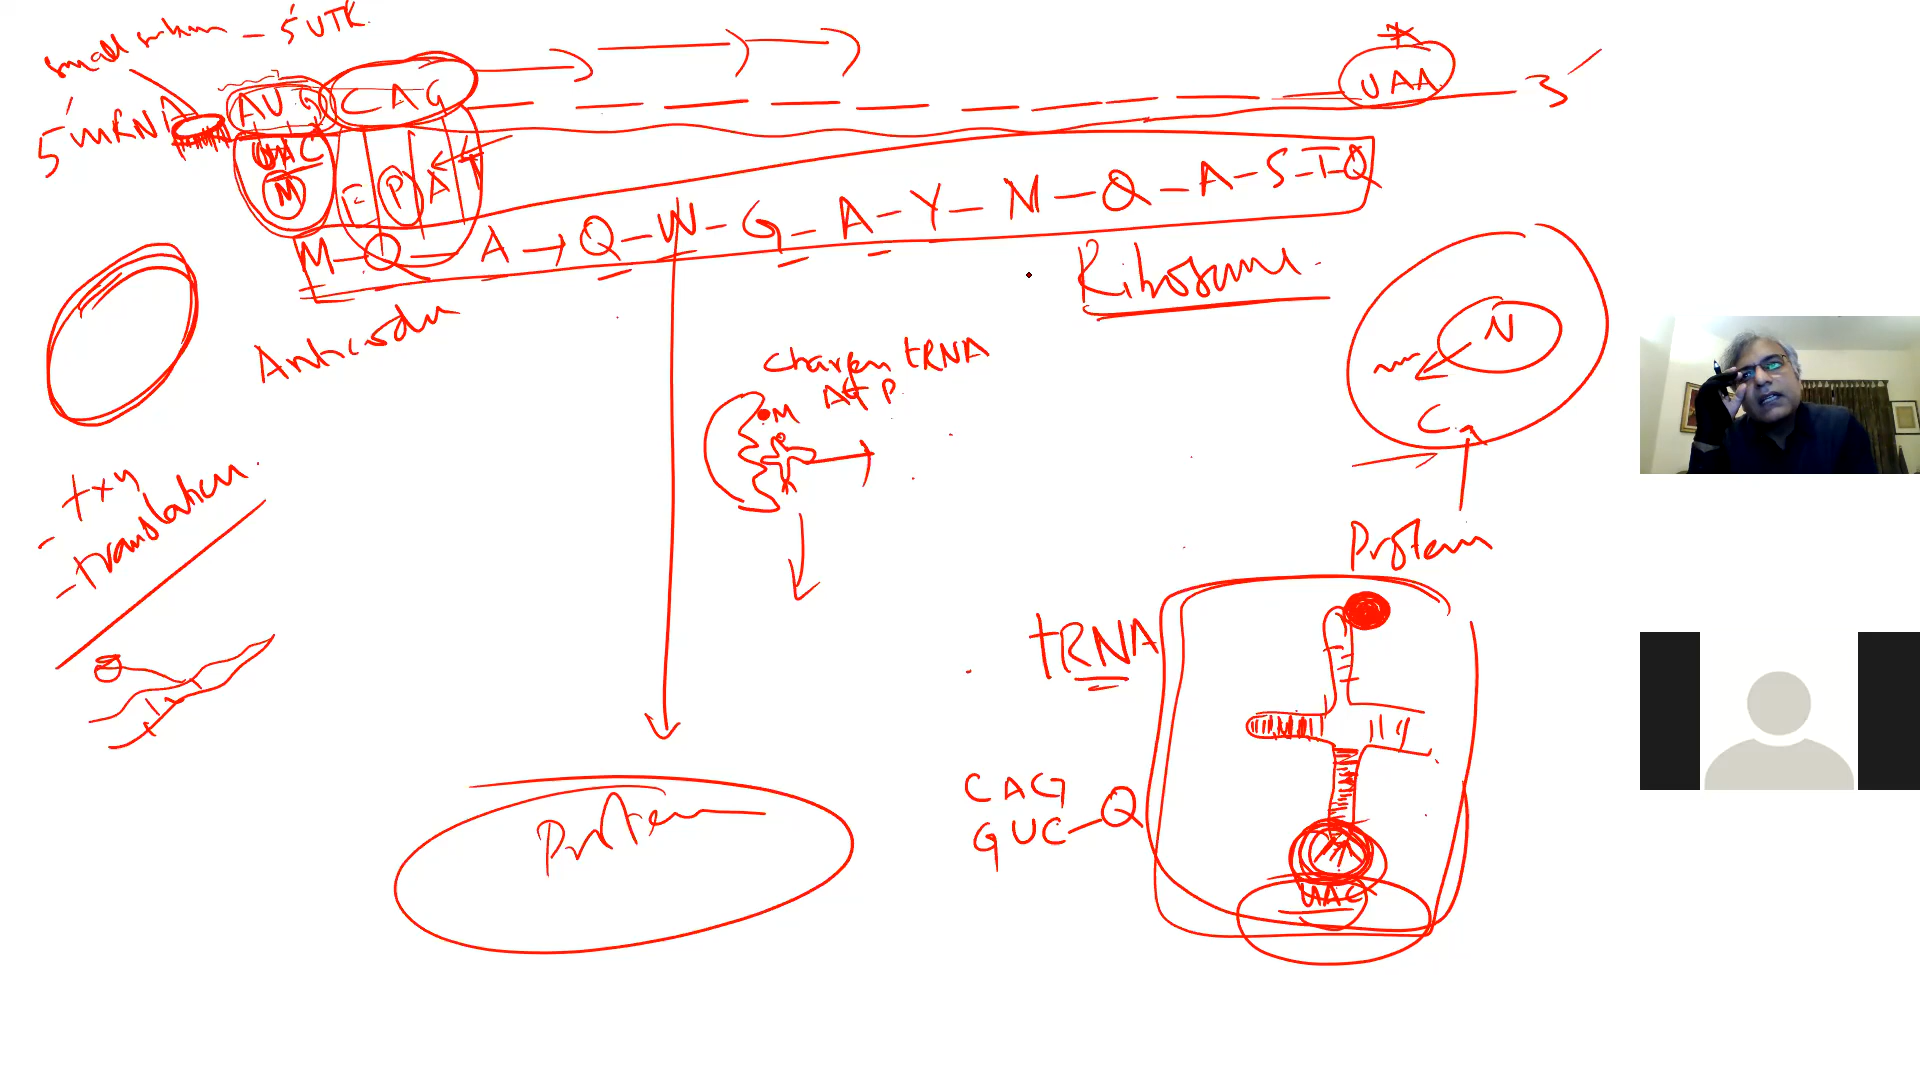 small - 5' UTR
5' mRNA AUG CAG UAA 3'
UAC
M E P A
M - Q - A → Q - W - G - A - Y - M - Q - A - S - T - Q
Ribosome
Anticodon
N
C
Protein
Charged tRNA
M ATP
txn
- translation
tRNA
CAG
GUC - Q
UAC
Protein